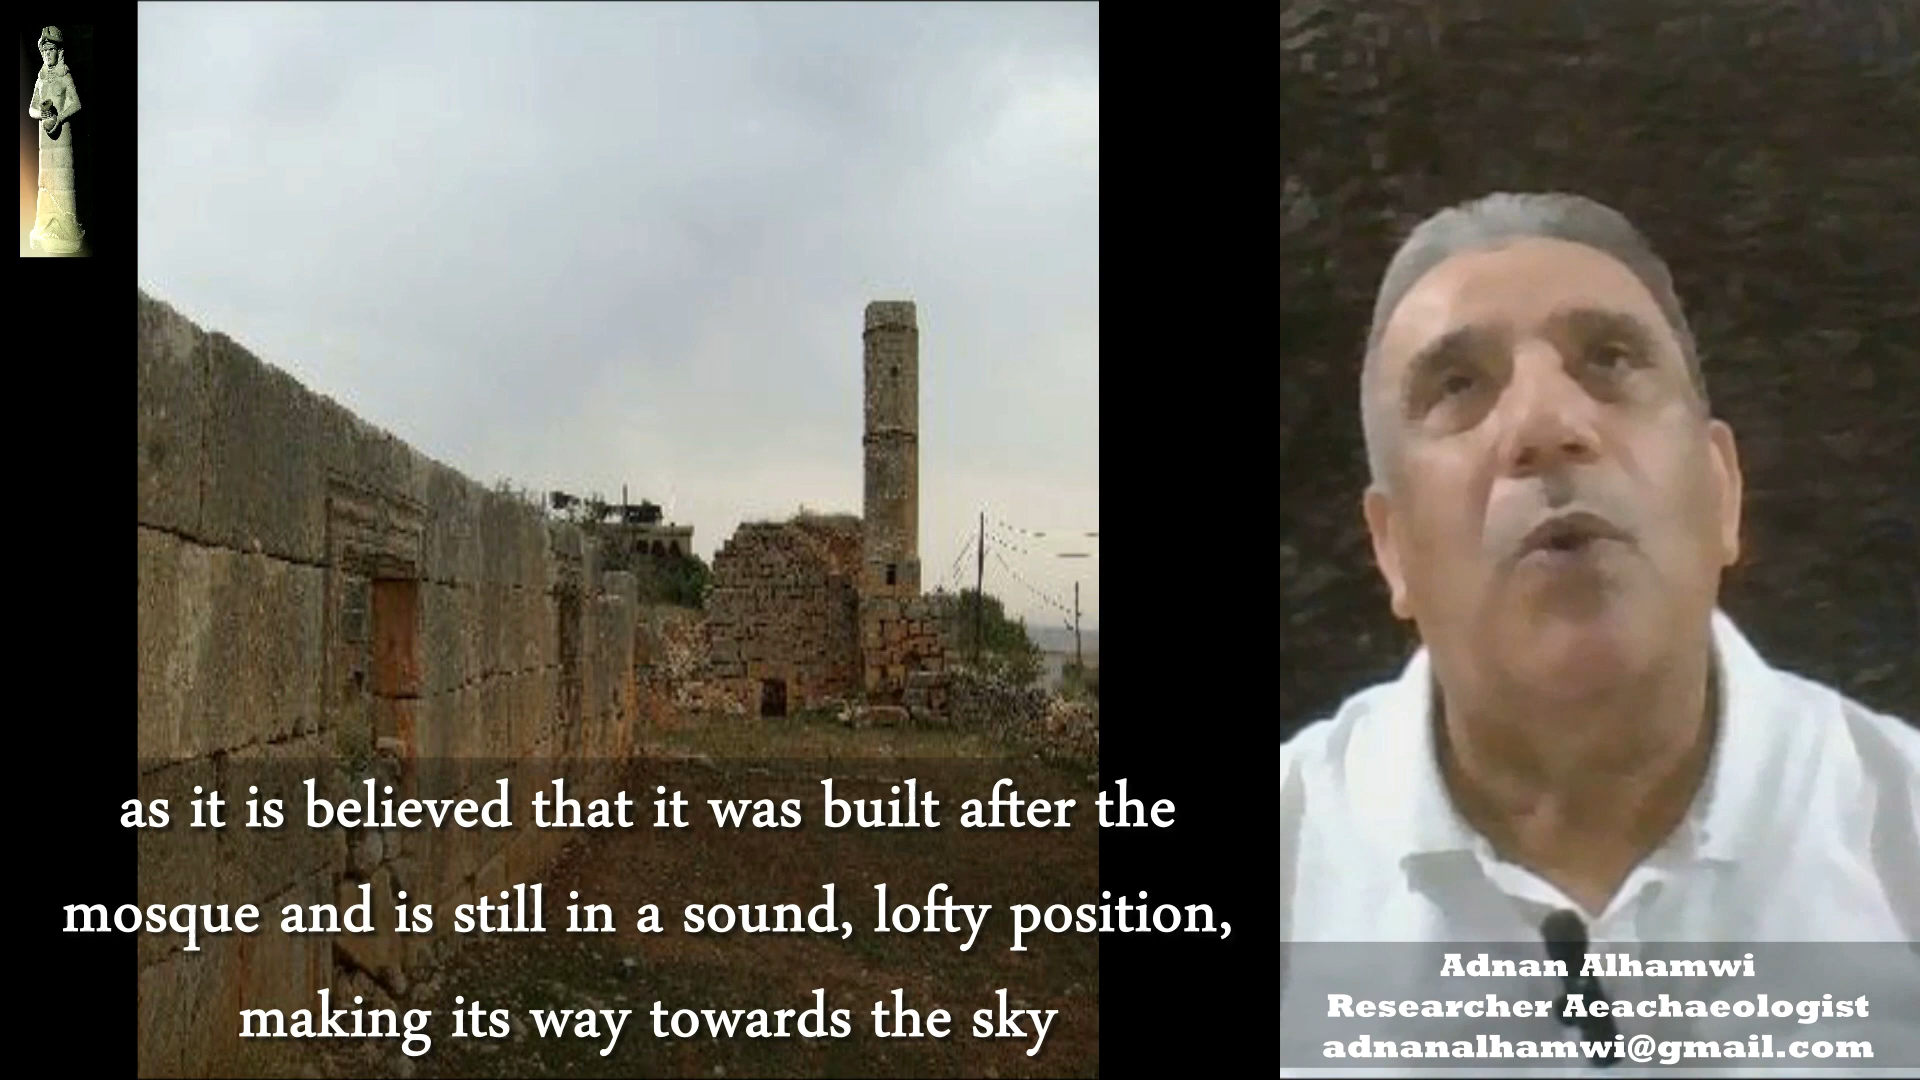 as it is believed that it was built after the
mosque and is still in a sound, lofty position,
making its way towards the sky
Adnan Alhamwi
Researcher Aeachaeologist
adnanalhamwi@gmail.com